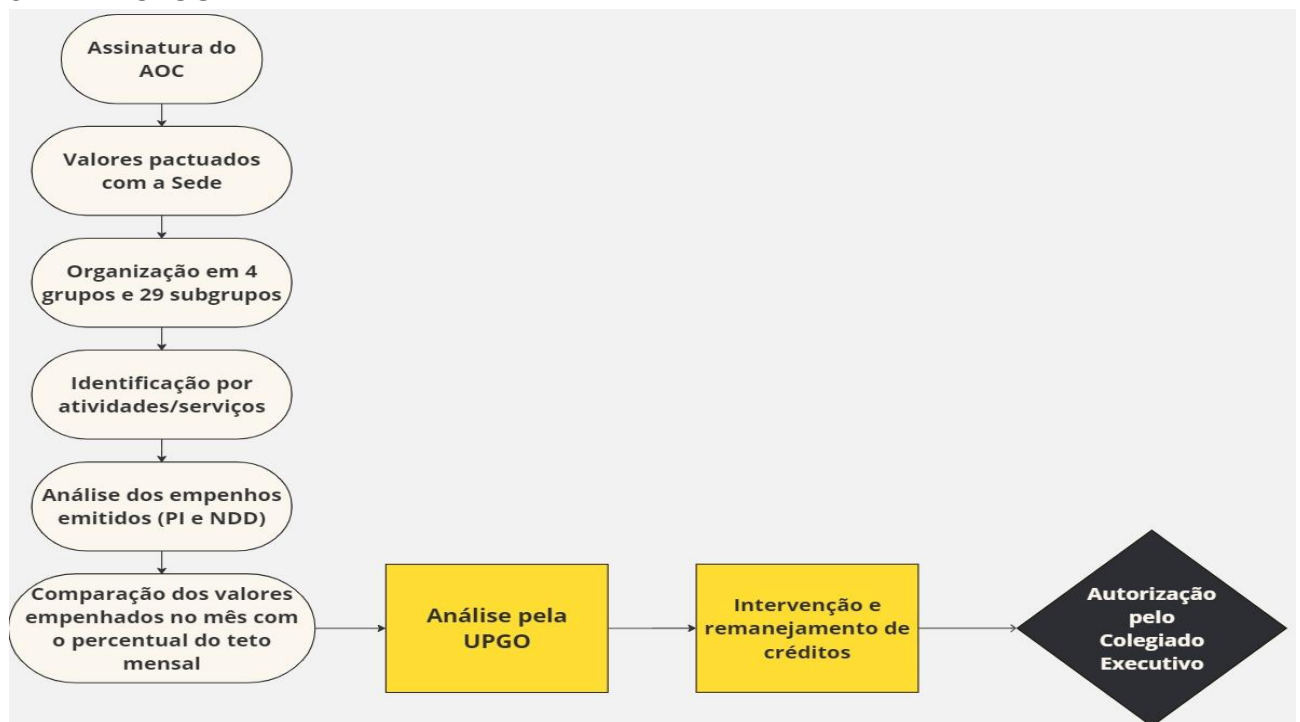 Assinatura do
AOC
Valores pactuados
com a Sede
Organização em 4
grupos e 29 subgrupos
Identificação por
atividades/serviços
Análise dos empenhos
emitidos (PI e NDD)
Comparação dos valores
empenhados no mês com
o percentual do teto
mensal
Análise pela
UPGO
Intervenção e
remanejamento de
créditos
Autorização
pelo
Colegiado
Executivo